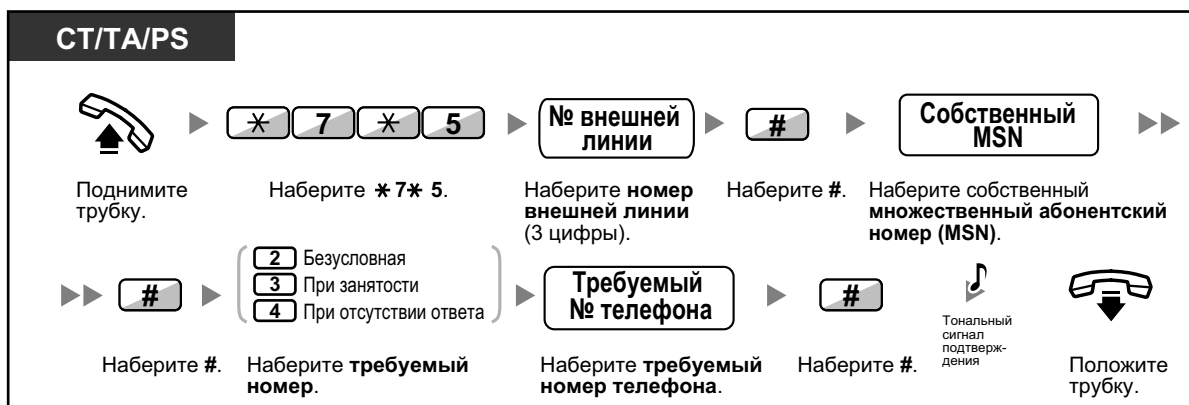 CT/TA/PS
✳ 7 ✳ 5
№ внешней
линии
#
Собственный
MSN
Поднимите
трубку.
Наберите ✳7✳ 5.
Наберите номер
внешней линии
(3 цифры).
Наберите #.
Наберите собственный
множественный абонентский
номер (MSN).
#
2 Безусловная
3 При занятости
4 При отсутствии ответа
Требуемый
№ телефона
#
Тональный
сигнал
подтверж-
дения
Наберите #.
Наберите требуемый
номер.
Наберите требуемый
номер телефона.
Наберите #.
Положите
трубку.